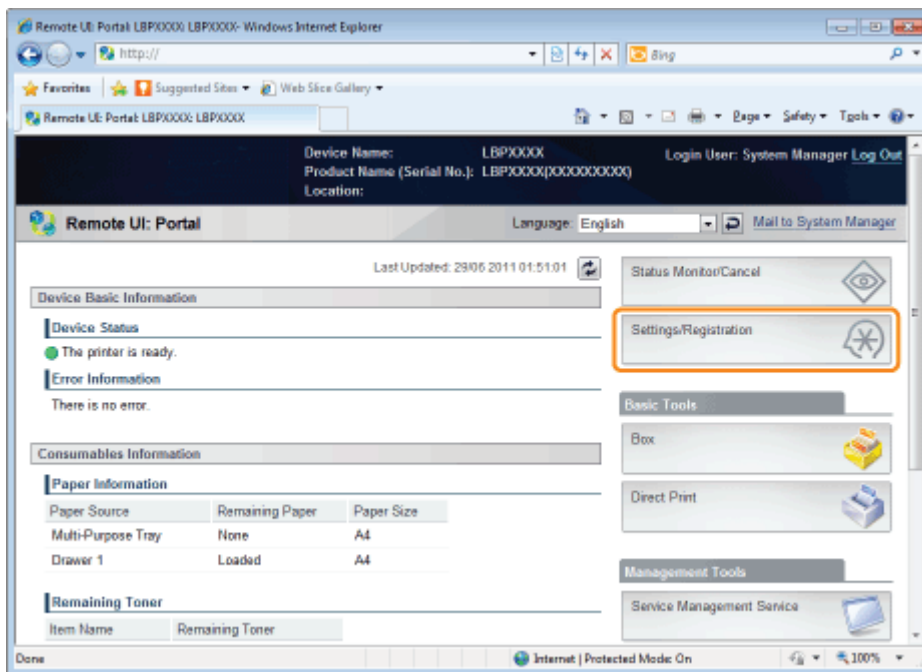 Remote UI: Portal: LBPXXXX: LBPXXXX- Windows Internet Explorer
http://
Bing
Favorites Suggested Sites Web Slice Gallery
Remote UI: Portal: LBPXXXX: LBPXXXX
Page Safety Tools
Device Name: LBPXXXX
Login User: System Manager Log Out
Product Name (Serial No.): LBPXXXX(XXXXXXXXX)
Location:
Remote UI: Portal
Language: English
Mail to System Manager
Last Updated: 29/06 2011 01:51:01
Status Monitor/Cancel
Device Basic Information
Device Status
The printer is ready.
Settings/Registration
Error Information
There is no error.
Basic Tools
Box
Consumables Information
Paper Information
Paper Source Remaining Paper Paper Size
Multi-Purpose Tray None A4
Drawer 1 Loaded A4
Direct Print
Management Tools
Remaining Toner
Item Name Remaining Toner
Service Management Service
Done
Internet | Protected Mode: On
100%